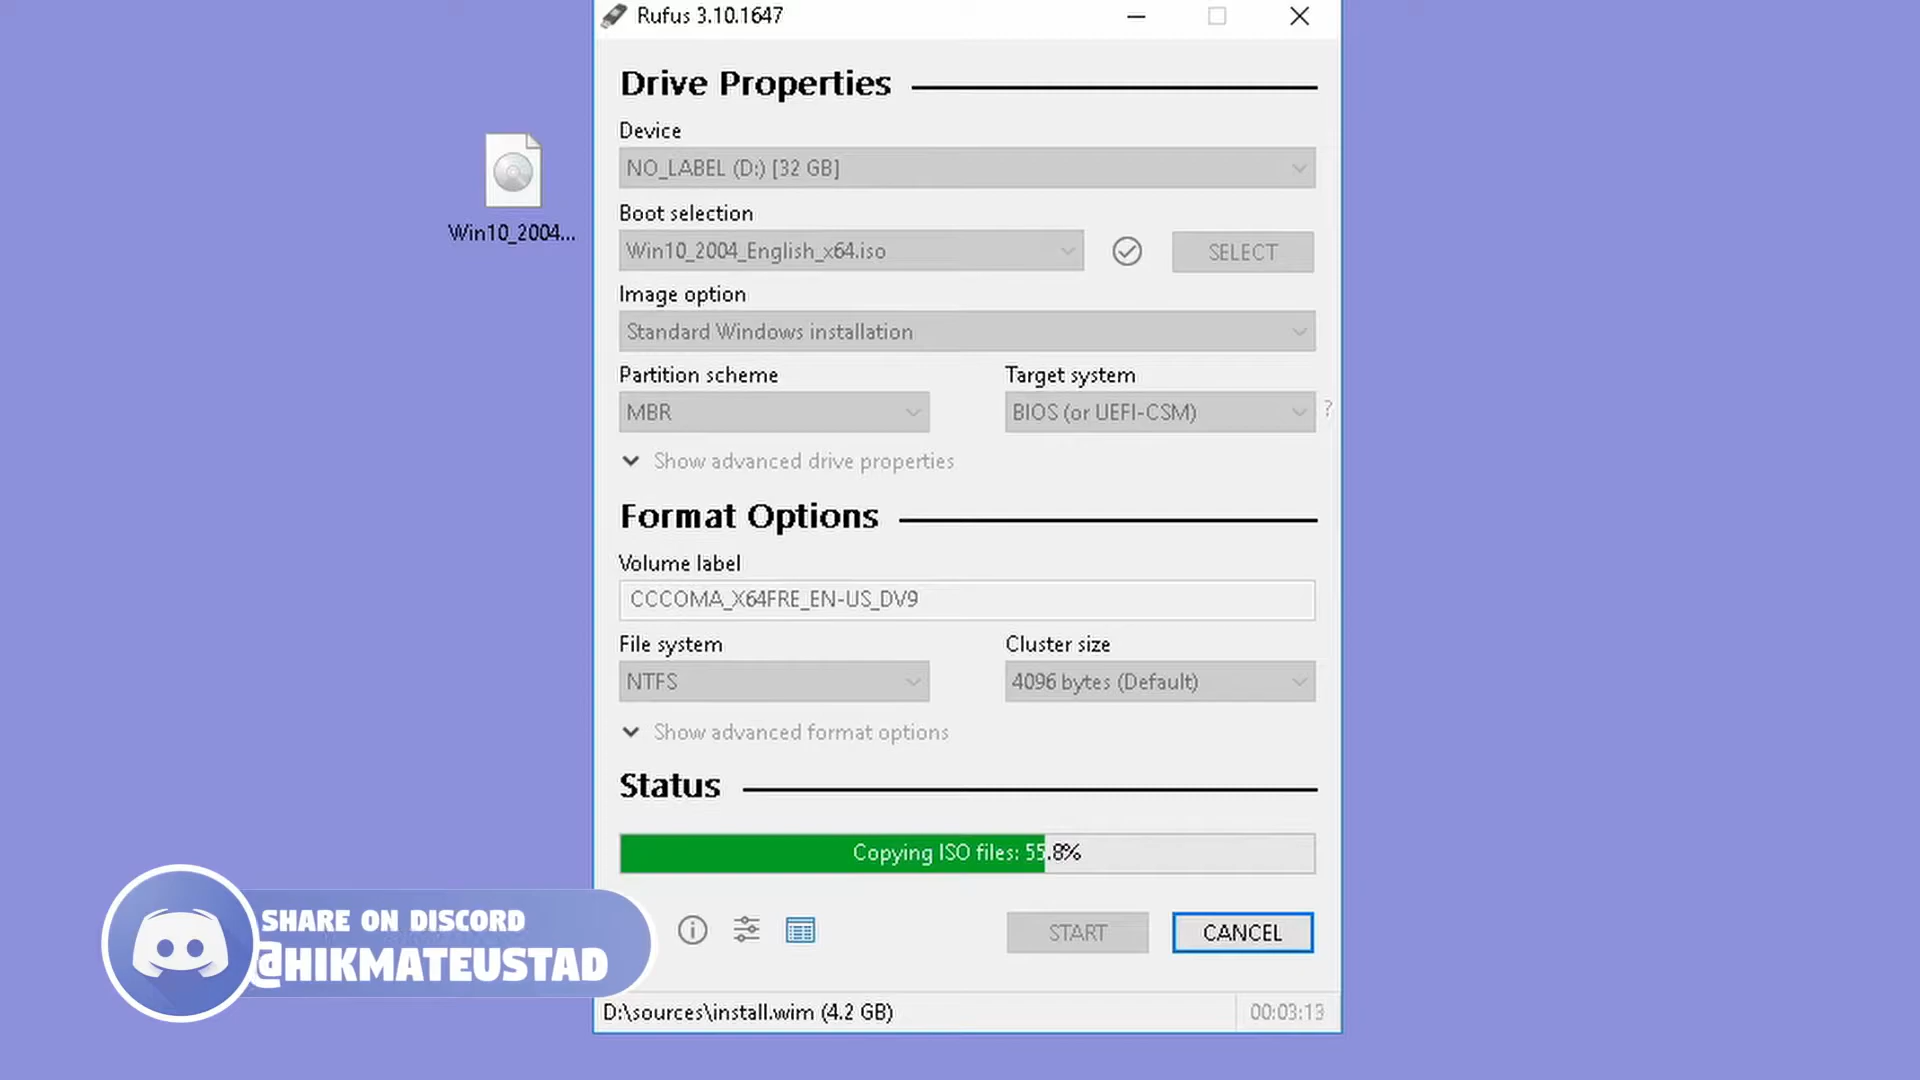 Rufus 3.10.1647
Drive Properties
Device
NO_LABEL (D:) [32 GB]
Win10_2004...
Boot selection
Win10_2004_English_x64.iso
SELECT
Image option
Standard Windows installation
Partition scheme
Target system
MBR
BIOS (or UEFI-CSM)
?
Show advanced drive properties
Format Options
Volume label
CCCOMA_X64FRE_EN-US_DV9
File system
Cluster size
NTFS
4096 bytes (Default)
Show advanced format options
Status
Copying ISO files: 55.8%
START
CANCEL
SHARE ON DISCORD
@HIKMATEUSTAD
D:\sources\install.wim (4.2 GB)
00:03:13